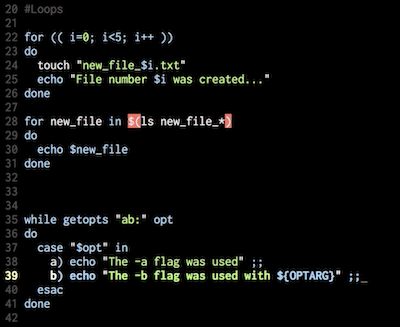 20 #Loops
21
22 for (( i=0; i<5; i++ ))
23 do
24   touch "new_file_$i.txt"
25   echo "File number $i was created..."
26 done
27
28 for new_file in $(ls new_file_*)
29 do
30   echo $new_file
31 done
32
33
34
35 while getopts "ab:" opt
36 do
37   case "$opt" in
38     a) echo "The -a flag was used" ;;
39     b) echo "The -b flag was used with ${OPTARG}" ;;_
40   esac
41 done
42